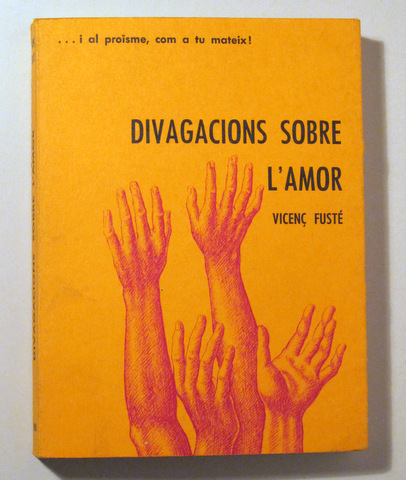 ...i al proïsme, com a tu mateix!
DIVAGACIONS SOBRE
L'AMOR
VICENÇ FUSTÉ